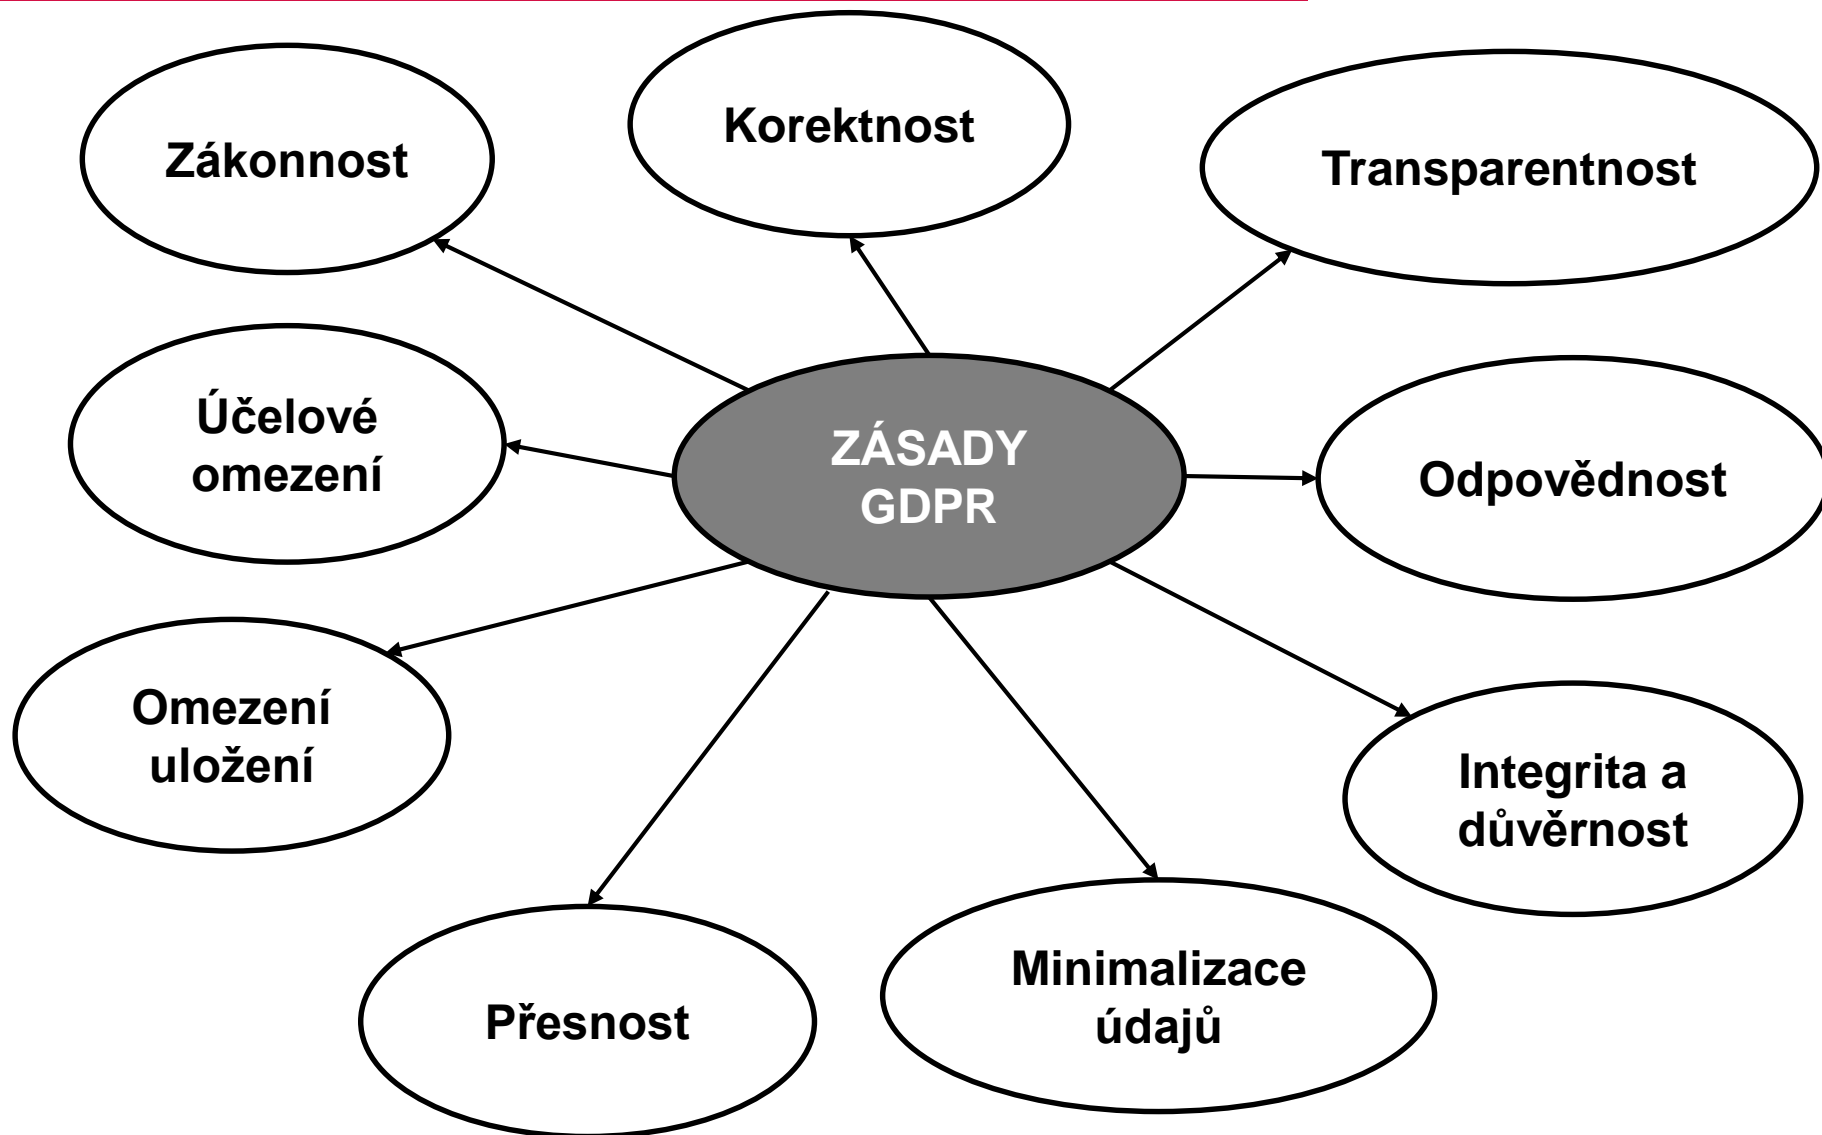 Korektnost
Zákonnost
Transparentnost
Účelové
omezení
ZÁSADY
GDPR
Odpovědnost
Omezení
uložení
Integrita a
důvěrnost
Minimalizace
údajů
Přesnost